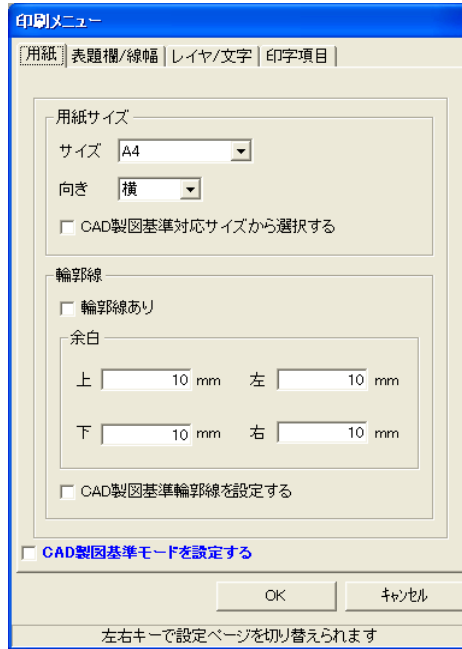 印刷メニュー
用紙 表題欄/線幅 レイヤ/文字 印字項目
用紙サイズ
サイズ A4
向き 横
CAD製図基準対応サイズから選択する
輪郭線
輪郭線あり
余白
上 10 mm 左 10 mm
下 10 mm 右 10 mm
CAD製図基準輪郭線を設定する
CAD製図基準モードを設定する
OK ｷｬﾝｾﾙ
左右キーで設定ページを切り替えられます